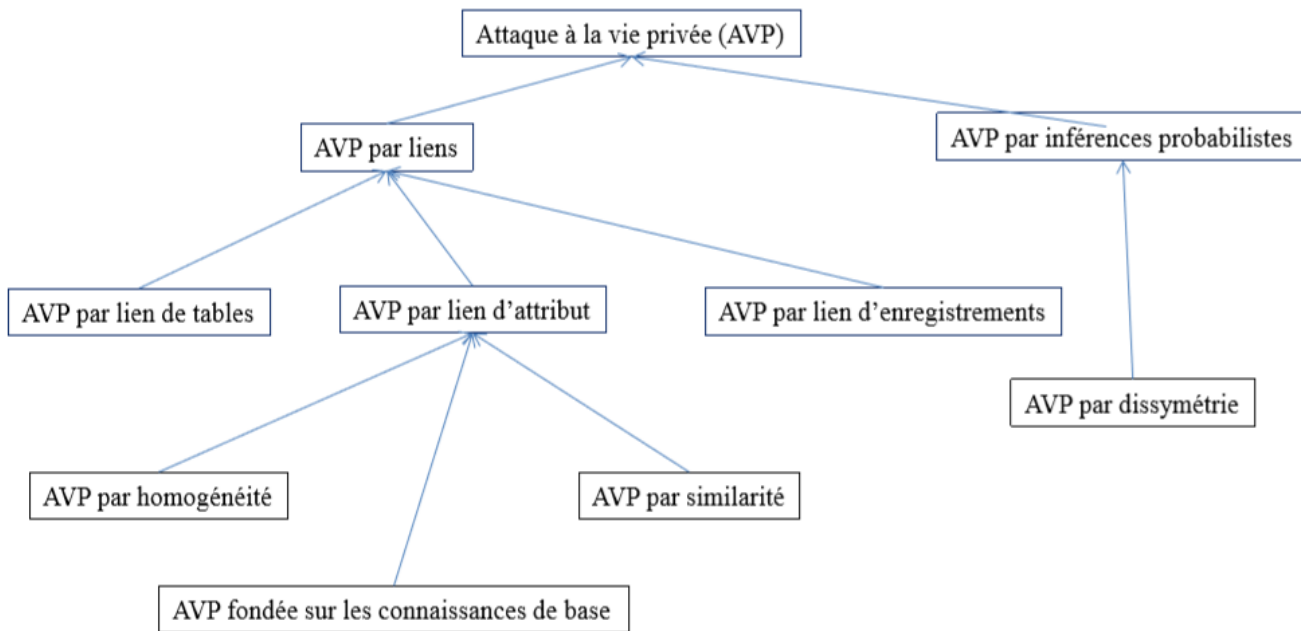 Attaque à la vie privée (AVP)
AVP par liens
AVP par inférences probabilistes
AVP par lien de tables
AVP par lien d’attribut
AVP par lien d’enregistrements
AVP par dissymétrie
AVP par homogénéité
AVP par similarité
AVP fondée sur les connaissances de base